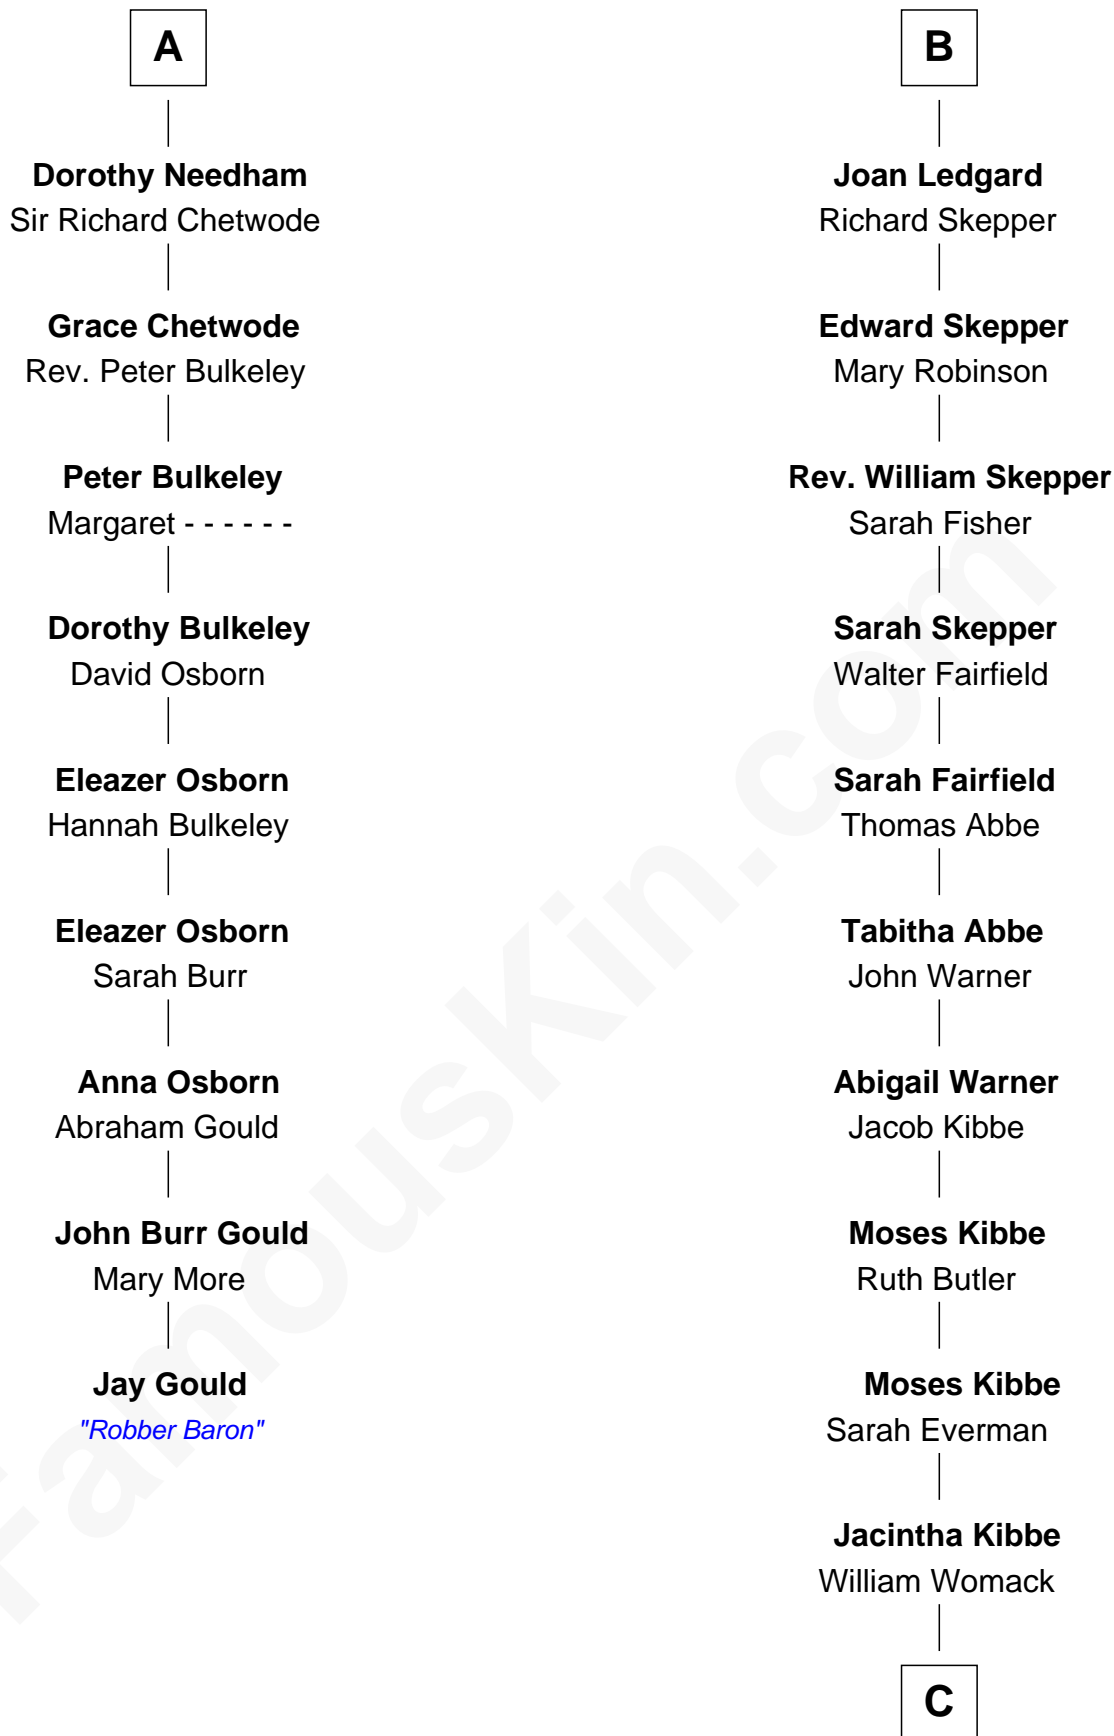 A
Dorothy Needham
Sir Richard Chetwode
Grace Chetwode
Rev. Peter Bulkeley
Peter Bulkeley
Margaret - - - - - -
Dorothy Bulkeley
David Osborn
Eleazer Osborn
Hannah Bulkeley
Eleazer Osborn
Sarah Burr
Anna Osborn
Abraham Gould
John Burr Gould
Mary More
Jay Gould
"Robber Baron"
B
Joan Ledgard
Richard Skepper
Edward Skepper
Mary Robinson
Rev. William Skepper
Sarah Fisher
Sarah Skepper
Walter Fairfield
Sarah Fairfield
Thomas Abbe
Tabitha Abbe
John Warner
Abigail Warner
Jacob Kibbe
Moses Kibbe
Ruth Butler
Moses Kibbe
Sarah Everman
Jacintha Kibbe
William Womack
C
FamousKin.com